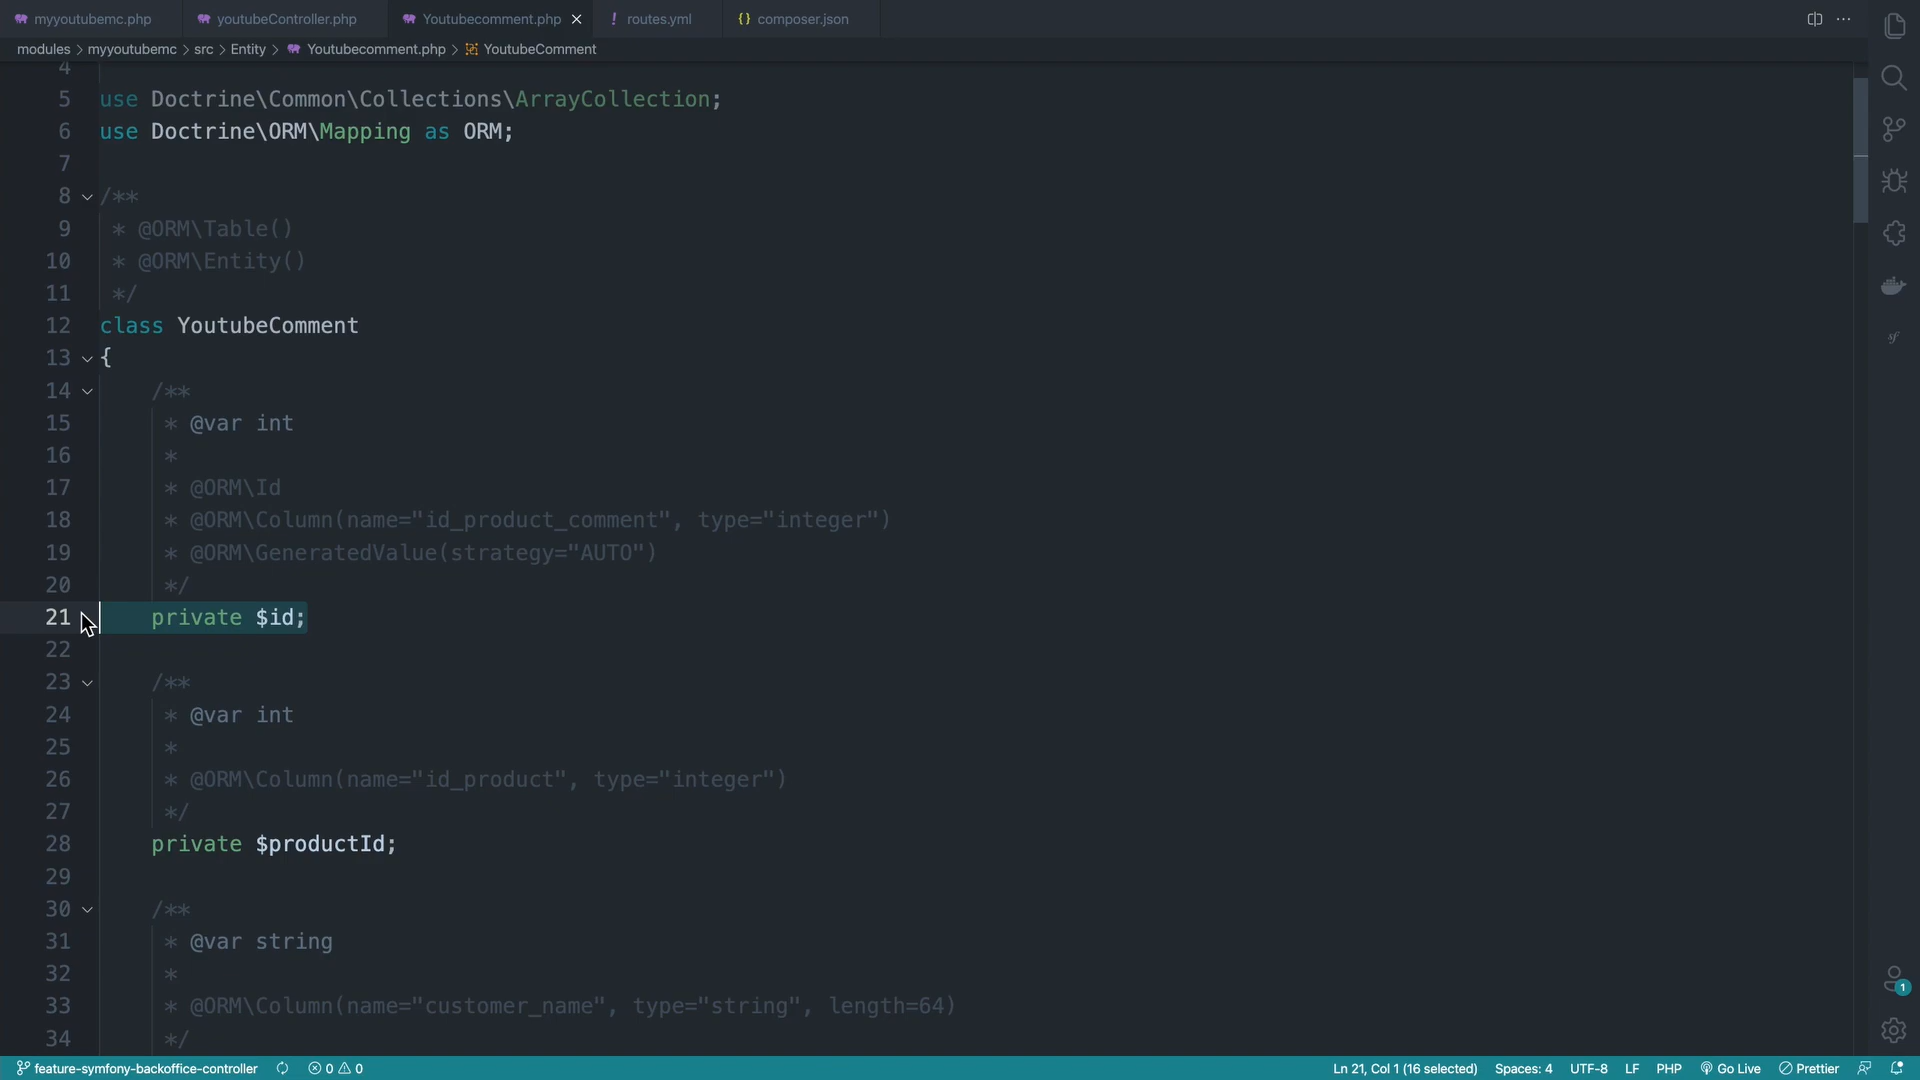 myyoutubemc.php youtubeController.php Youtubecomment.php routes.yml composer.json
modules > myyoutubemc > src > Entity > Youtubecomment.php > YoutubeComment
4
5 use Doctrine\Common\Collections\ArrayCollection;
6 use Doctrine\ORM\Mapping as ORM;
7
8 /**
9 * @ORM\Table()
10 * @ORM\Entity()
11 */
12 class YoutubeComment
13 {
14 /**
15 * @var int
16 *
17 * @ORM\Id
18 * @ORM\Column(name="id_product_comment", type="integer")
19 * @ORM\GeneratedValue(strategy="AUTO")
20 */
21 private $id;
22
23 /**
24 * @var int
25 *
26 * @ORM\Column(name="id_product", type="integer")
27 */
28 private $productId;
29
30 /**
31 * @var string
32 *
33 * @ORM\Column(name="customer_name", type="string", length=64)
34 */
1
feature-symfony-backoffice-controller 0 0 Ln 21, Col 1 (16 selected) Spaces: 4 UTF-8 LF PHP Go Live Prettier